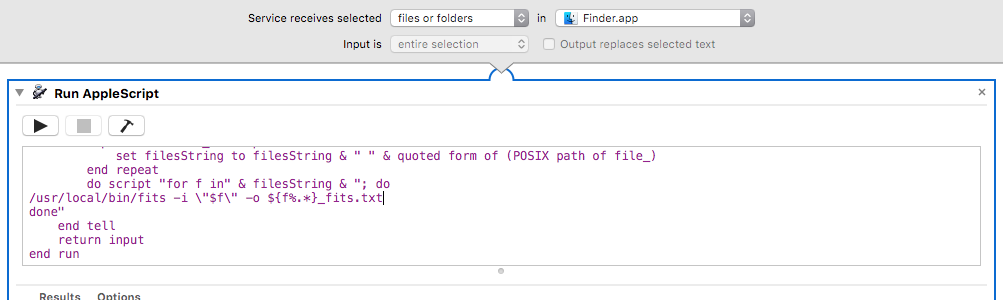 Service receives selected files or folders in Finder.app
Input is entire selection Output replaces selected text
Run AppleScript
set filesString to filesString & " " & quoted form of (POSIX path of file_)
end repeat
do script "for f in" & filesString & "; do
/usr/local/bin/fits -i \"$f\" -o ${f%.*}_fits.txt
done"
end tell
return input
end run
Results Options